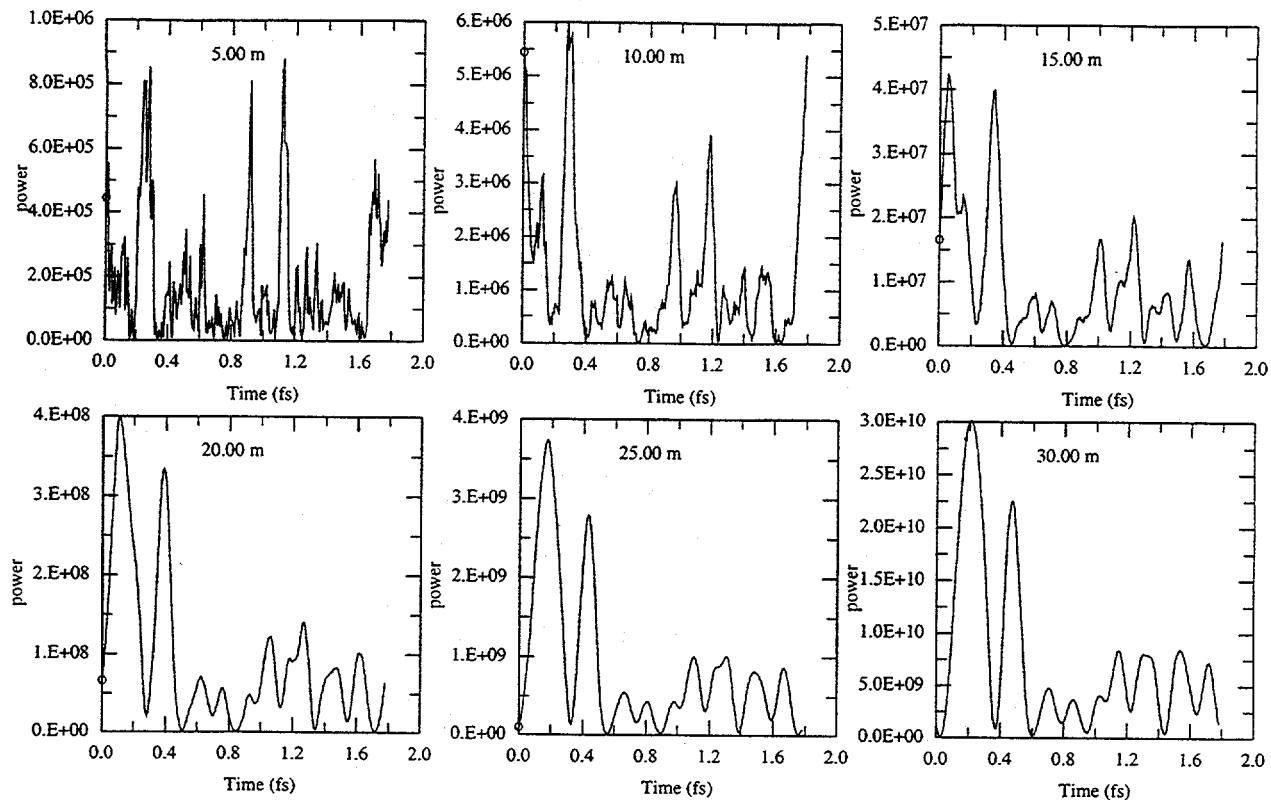 5.00 m
1.0E+06
8.0E+05
6.0E+05
4.0E+05
2.0E+05
0.0E+00
power
0.0 0.4 0.8 1.2 1.6 2.0
Time (fs)
10.00 m
6.E+06
5.E+06
4.E+06
3.E+06
2.E+06
1.E+06
0.E+00
power
0.0 0.4 0.8 1.2 1.6 2.0
Time (fs)
15.00 m
5.E+07
4.E+07
3.E+07
2.E+07
1.E+07
0.E+00
power
0.0 0.4 0.8 1.2 1.6 2.0
Time (fs)
20.00 m
4.E+08
3.E+08
2.E+08
1.E+08
0.E+00
power
0.0 0.4 0.8 1.2 1.6 2.0
Time (fs)
25.00 m
4.E+09
3.E+09
2.E+09
1.E+09
0.E+00
power
0.0 0.4 0.8 1.2 1.6 2.0
Time (fs)
30.00 m
3.0E+10
2.5E+10
2.0E+10
1.5E+10
1.0E+10
5.0E+09
0.0E+00
power
0.0 0.4 0.8 1.2 1.6 2.0
Time (fs)